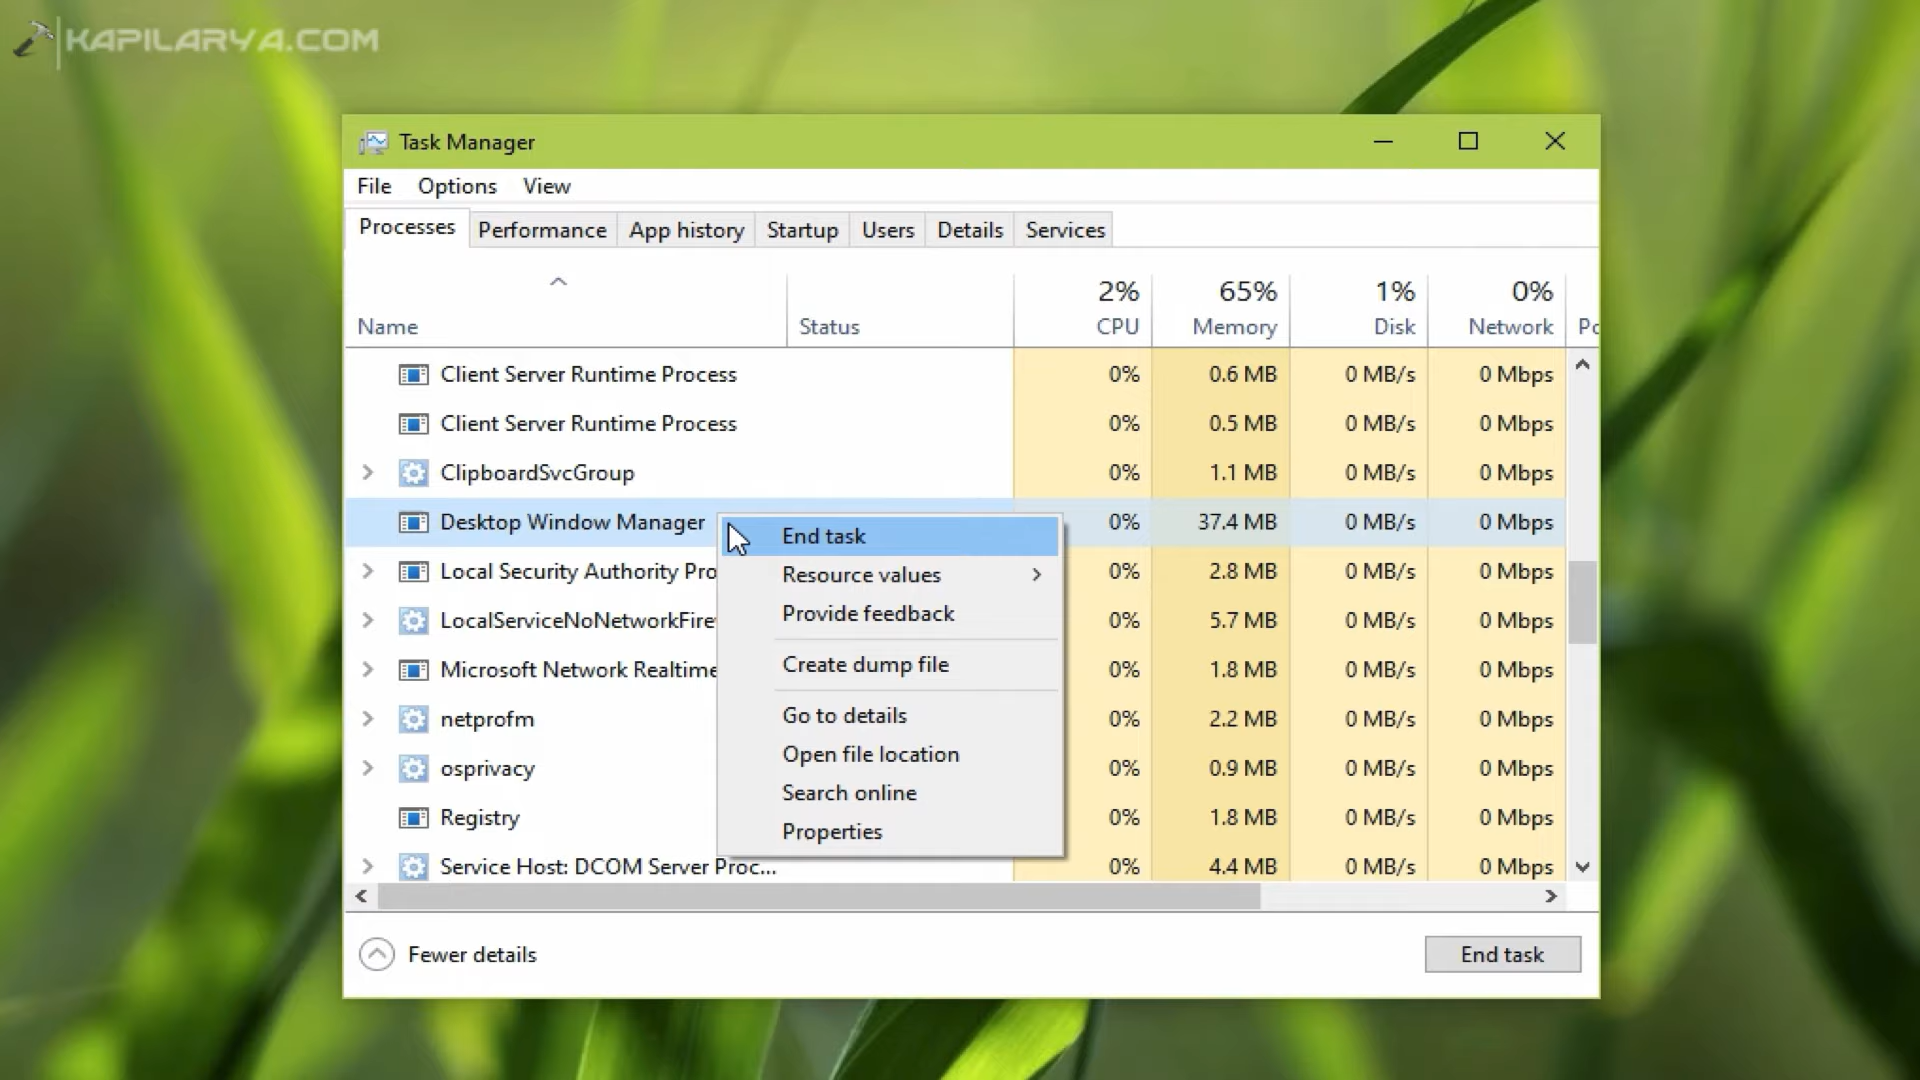 KAPILARYA.COM
Task Manager
File Options View
Processes Performance App history Startup Users Details Services
2% 65% 1% 0%
Name Status CPU Memory Disk Network Pc
Client Server Runtime Process 0% 0.6 MB 0 MB/s 0 Mbps
Client Server Runtime Process 0% 0.5 MB 0 MB/s 0 Mbps
ClipboardSvcGroup 0% 1.1 MB 0 MB/s 0 Mbps
Desktop Window Manager 0% 37.4 MB 0 MB/s 0 Mbps
End task
Local Security Authority Pro 0% 2.8 MB 0 MB/s 0 Mbps
Resource values
Provide feedback
LocalServiceNoNetworkFire 0% 5.7 MB 0 MB/s 0 Mbps
Create dump file
Microsoft Network Realtime 0% 1.8 MB 0 MB/s 0 Mbps
Go to details
netprofm 0% 2.2 MB 0 MB/s 0 Mbps
Open file location
osprivacy 0% 0.9 MB 0 MB/s 0 Mbps
Search online
Registry 0% 1.8 MB 0 MB/s 0 Mbps
Properties
Service Host: DCOM Server Proc... 0% 4.4 MB 0 MB/s 0 Mbps
Fewer details End task